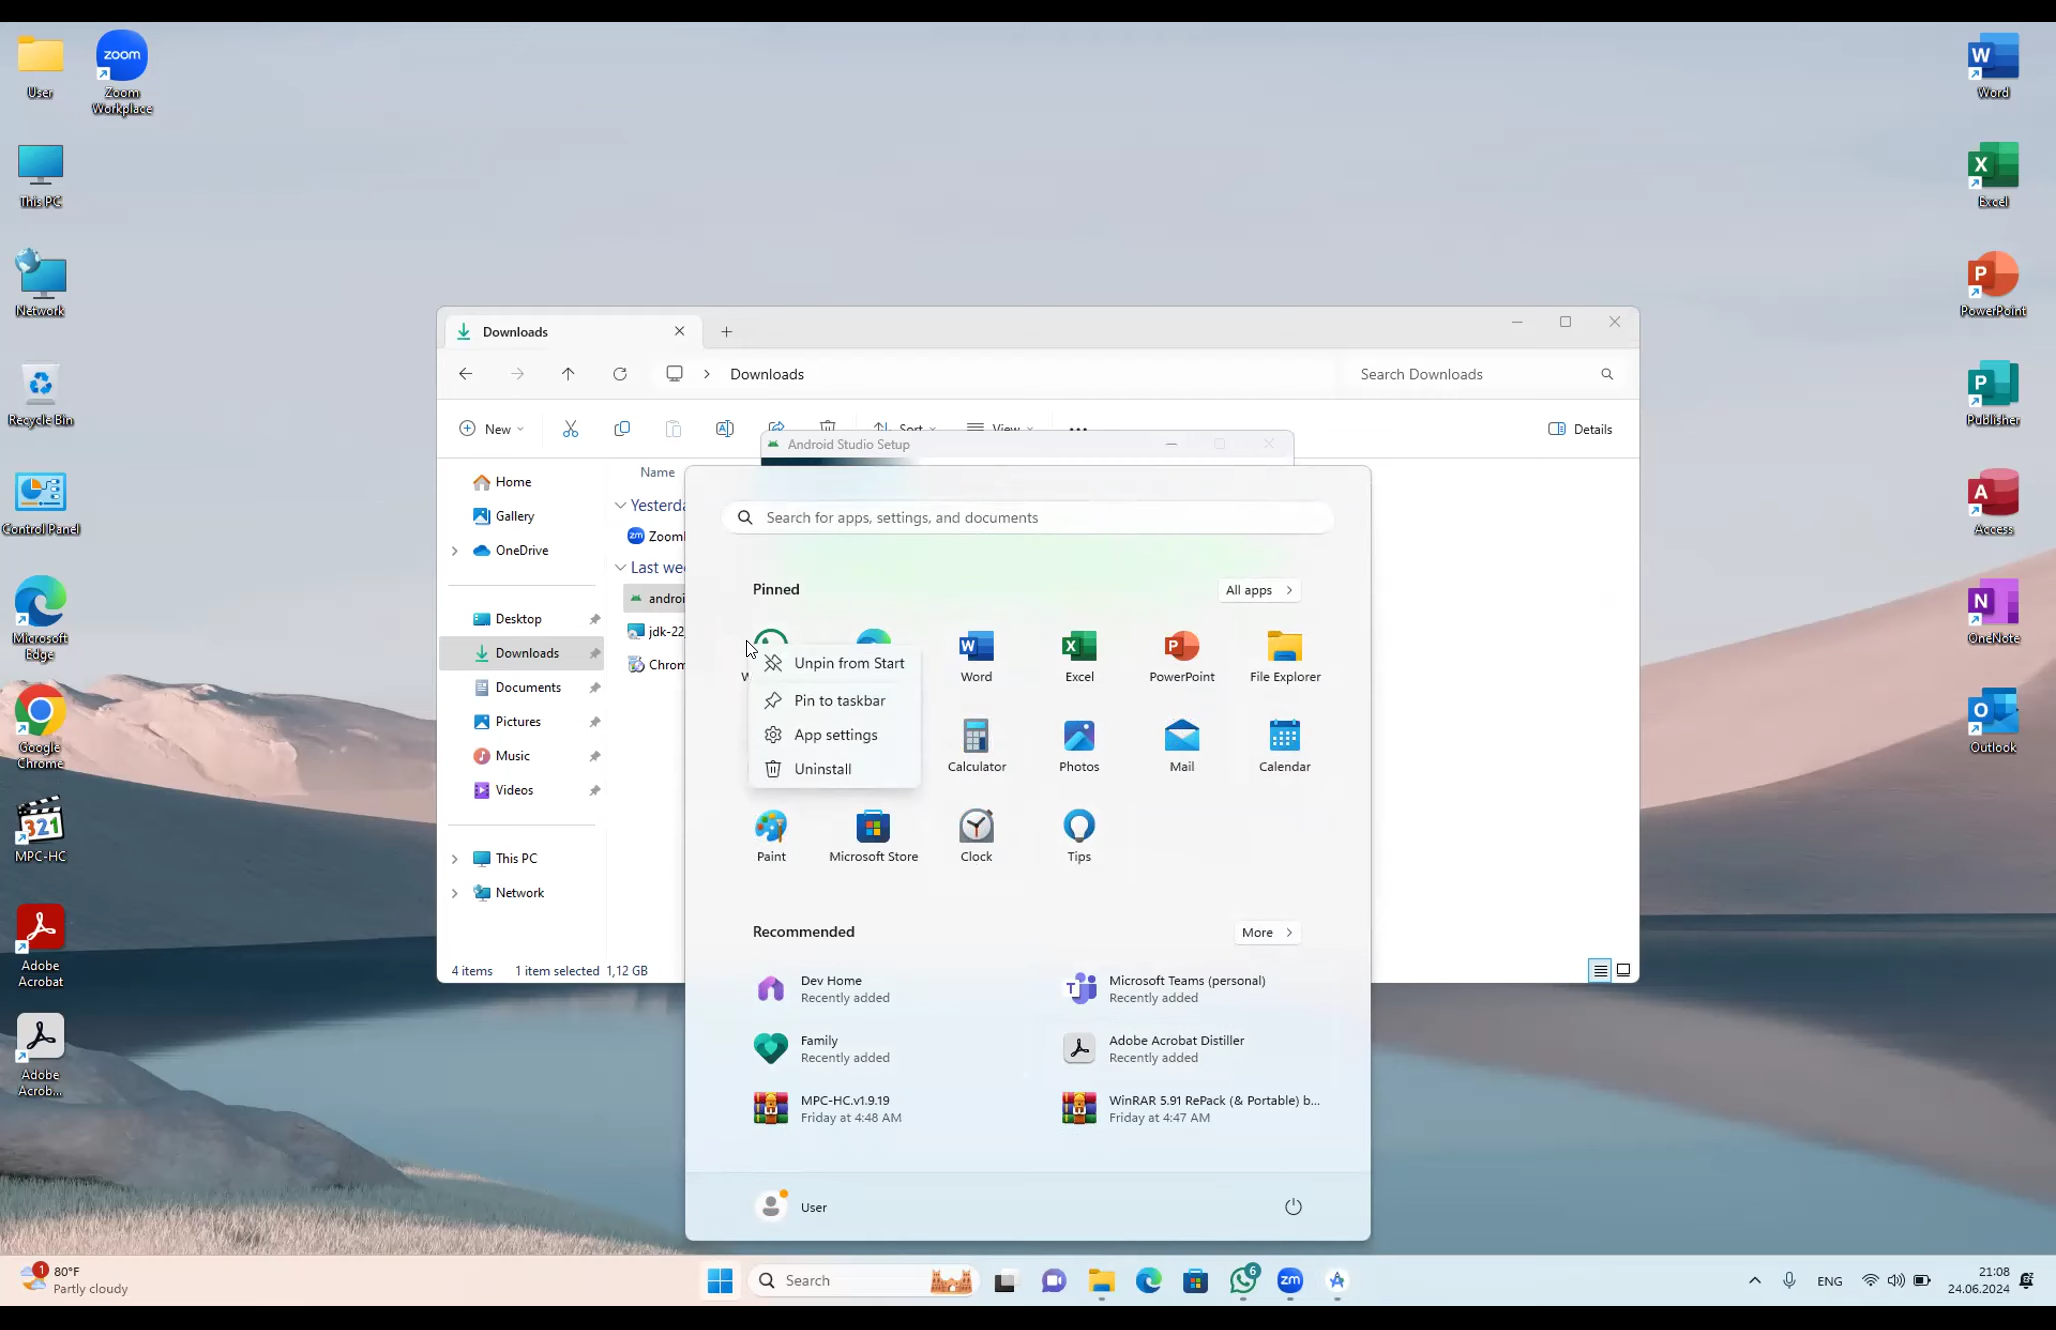 User
zoom
Zoom
Workplace
This PC
Network
Recycle Bin
Control Panel
Microsoft
Edge
Google
Chrome
321
MPC-HC
Adobe
Acrobat
Adobe
Acrob...
Word
Excel
PowerPoint
Publisher
Access
OneNote
Outlook
Downloads
Downloads
Search Downloads
New
Sort
View
Details
Home
Gallery
OneDrive
Desktop
Downloads
Documents
Pictures
Music
Videos
This PC
Network
4 items 1 item selected 1,12 GB
Name
Yesterda
ZoomI
Last wee
androi
jdk-22
Chrom
Android Studio Setup
Search for apps, settings, and documents
Pinned
All apps
Unpin from Start
Pin to taskbar
App settings
Uninstall
Word
Excel
PowerPoint
File Explorer
Calculator
Photos
Mail
Calendar
Paint
Microsoft Store
Clock
Tips
Recommended
More
Dev Home
Recently added
Microsoft Teams (personal)
Recently added
Family
Recently added
Adobe Acrobat Distiller
Recently added
MPC-HC.v1.9.19
Friday at 4:48 AM
WinRAR 5.91 RePack (& Portable) b...
Friday at 4:47 AM
User
1
80°F
Partly cloudy
Search
6
zm
ENG
21:08
24.06.2024